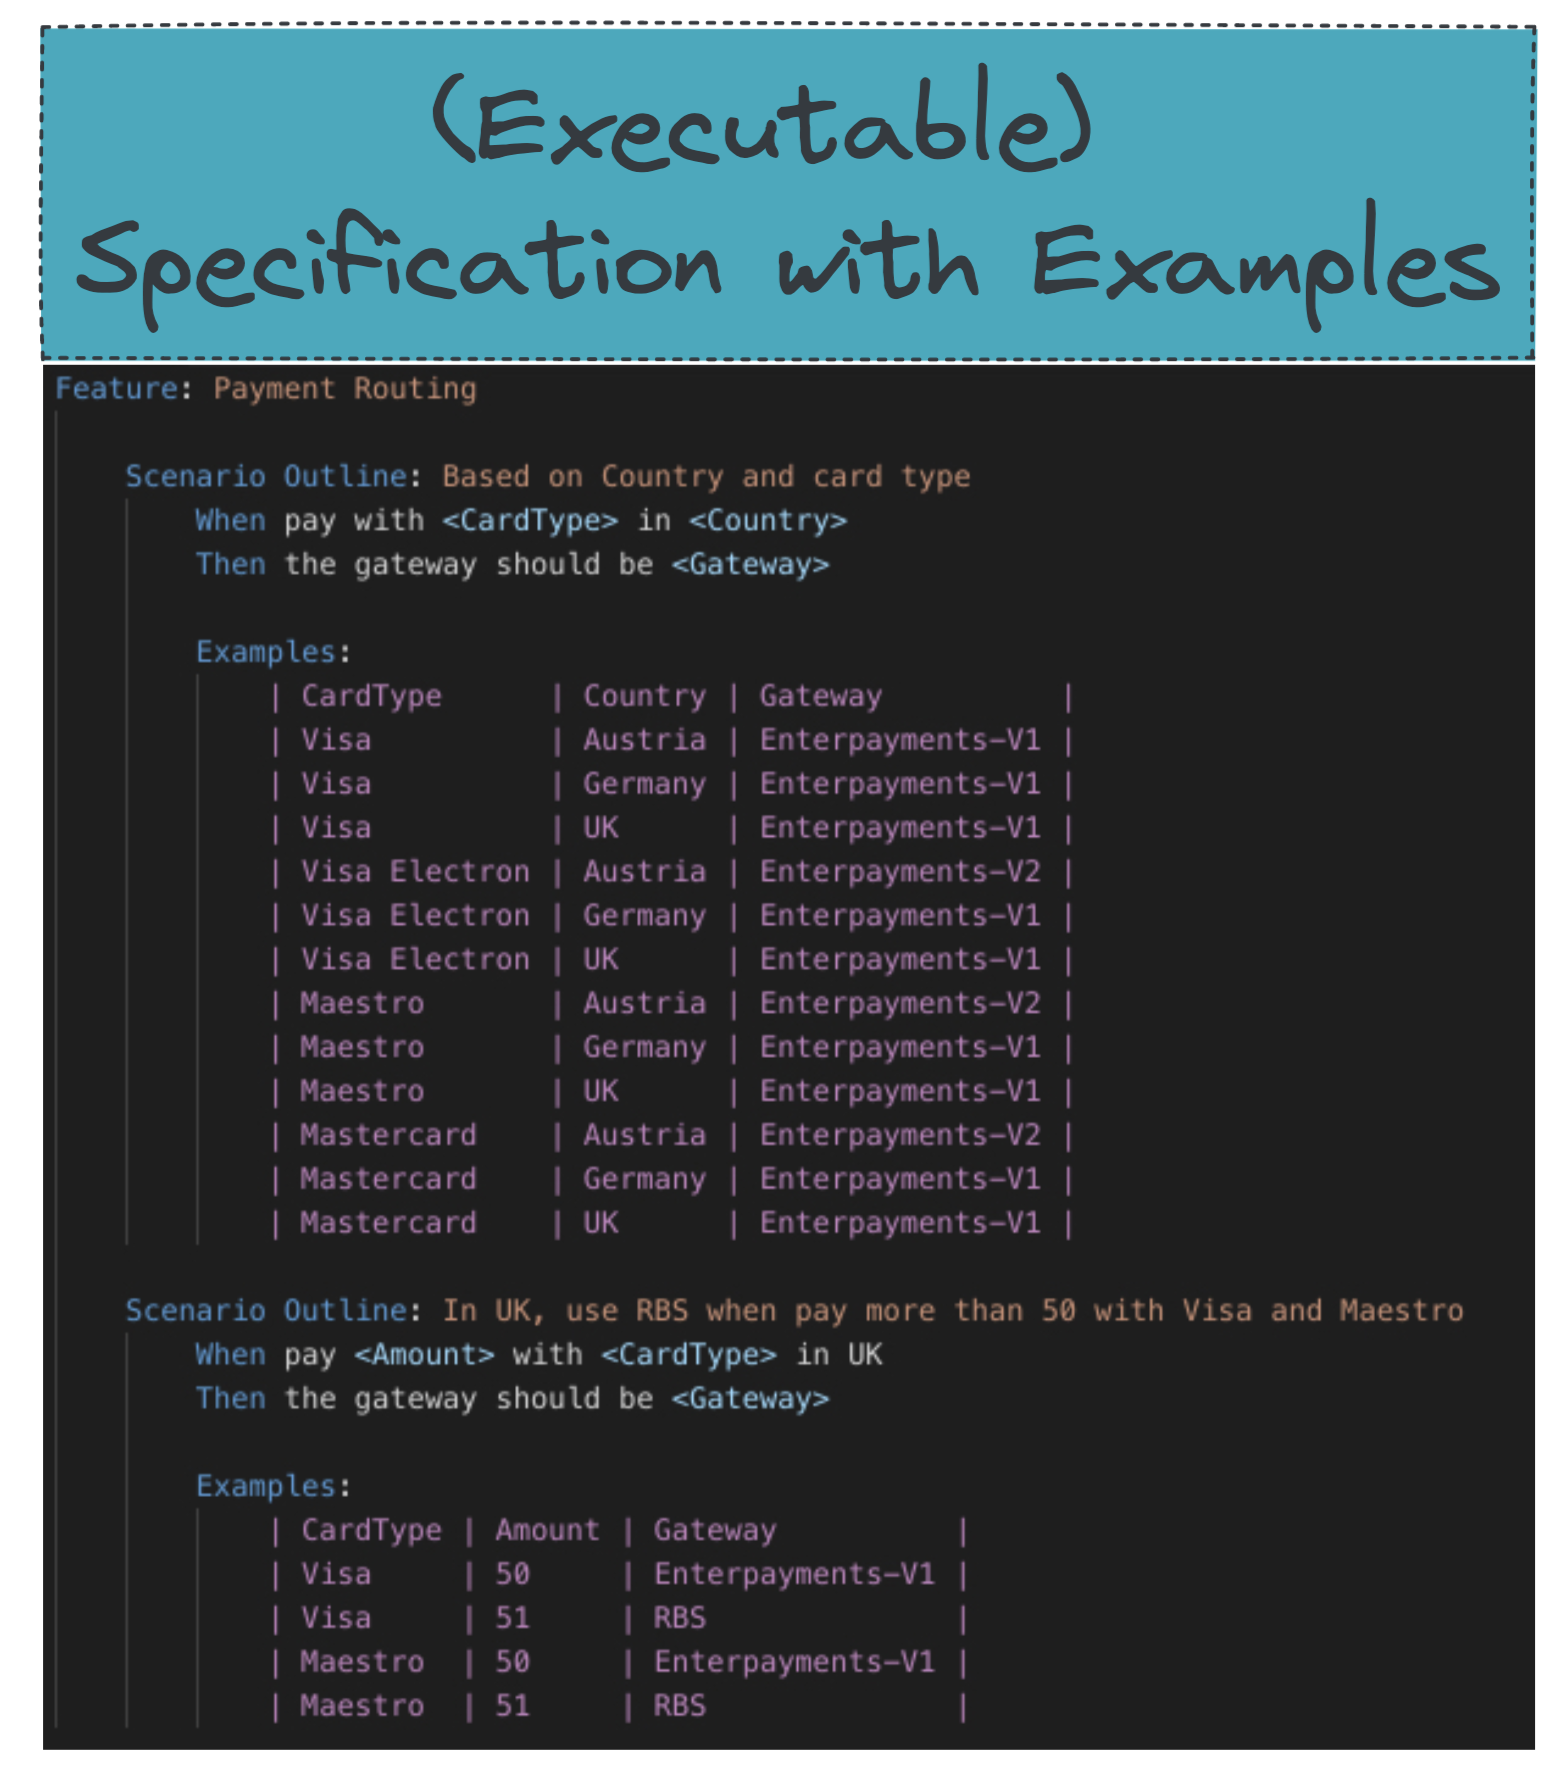 (Executable)
Specification with Examples
Feature: Payment Routing
Scenario Outline: Based on Country and card type
When pay with <CardType> in <Country>
Then the gateway should be <Gateway>
Examples:
| CardType | Country | Gateway |
| Visa | Austria | Enterpayments-V1 |
| Visa | Germany | Enterpayments-V1 |
| Visa | UK | Enterpayments-V1 |
| Visa Electron | Austria | Enterpayments-V2 |
| Visa Electron | Germany | Enterpayments-V1 |
| Visa Electron | UK | Enterpayments-V1 |
| Maestro | Austria | Enterpayments-V2 |
| Maestro | Germany | Enterpayments-V1 |
| Maestro | UK | Enterpayments-V1 |
| Mastercard | Austria | Enterpayments-V2 |
| Mastercard | Germany | Enterpayments-V1 |
| Mastercard | UK | Enterpayments-V1 |
Scenario Outline: In UK, use RBS when pay more than 50 with Visa and Maestro
When pay <Amount> with <CardType> in UK
Then the gateway should be <Gateway>
Examples:
| CardType | Amount | Gateway |
| Visa | 50 | Enterpayments-V1 |
| Visa | 51 | RBS |
| Maestro | 50 | Enterpayments-V1 |
| Maestro | 51 | RBS |